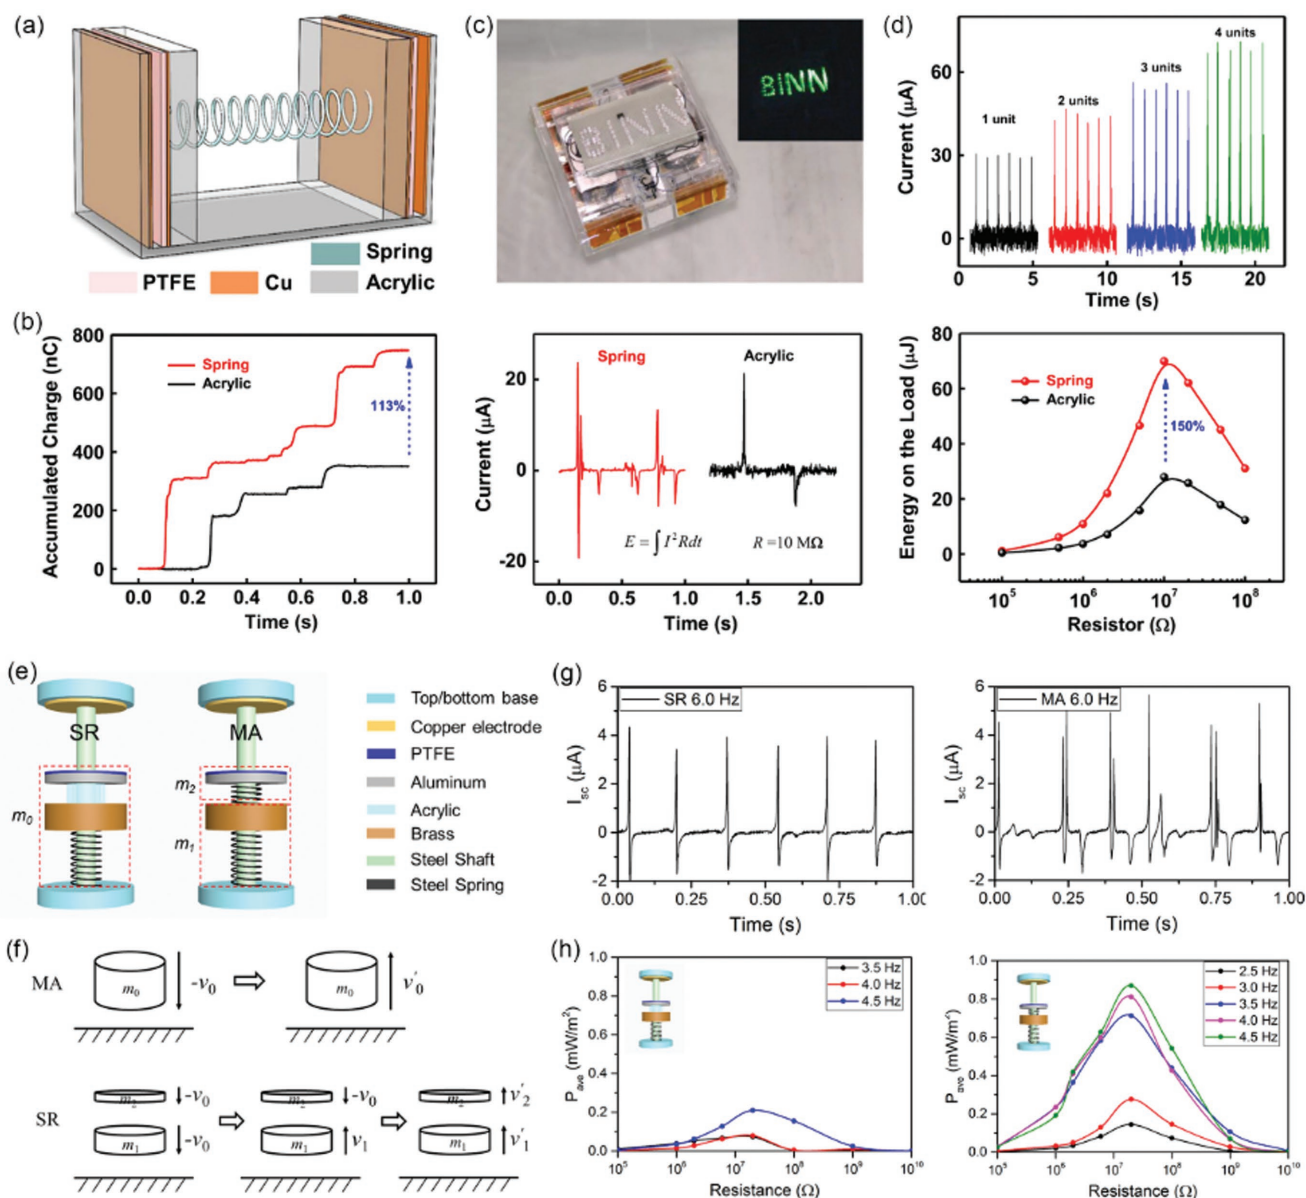 (a)
Spring
PTFE
Cu
Acrylic
(c)
BINN
BINN
(d)
Current (μA)
60
30
0
1 unit
2 units
3 units
4 units
0
5
10
15
20
Time (s)
(b)
Accumulated Charge (nC)
800
600
400
200
0
Spring
Acrylic
113%
0.0
0.2
0.4
0.6
0.8
1.0
Time (s)
Current (μA)
20
0
-20
Spring
Acrylic
E = ∫ I²Rdt
R =10 MΩ
0.0
0.5
1.0
1.5
2.0
Time (s)
Energy on the Load (μJ)
80
60
40
20
0
Spring
Acrylic
150%
10⁵
10⁶
10⁷
10⁸
Resistor (Ω)
(e)
SR
MA
m₀
m₂
m₁
Top/bottom base
Copper electrode
PTFE
Aluminum
Acrylic
Brass
Steel Shaft
Steel Spring
(g)
I_sc (μA)
6
4
2
0
-2
SR 6.0 Hz
0.00
0.25
0.50
0.75
1.00
Time (s)
I_sc (μA)
6
4
2
0
-2
MA 6.0 Hz
0.00
0.25
0.50
0.75
1.00
Time (s)
(f)
MA
m₀
-v₀
m₀
v′₀
SR
m₂
-v₀
m₂
-v₀
m₂
v′₂
m₁
-v₀
m₁
v₁
m₁
v′₁
(h)
P_ave (mW/m²)
1.0
0.8
0.6
0.4
0.2
0.0
3.5 Hz
4.0 Hz
4.5 Hz
10⁵
10⁶
10⁷
10⁸
10⁹
10¹⁰
Resistance (Ω)
P_ave (mW/m²)
1.0
0.8
0.6
0.4
0.2
0.0
2.5 Hz
3.0 Hz
3.5 Hz
4.0 Hz
4.5 Hz
10⁵
10⁶
10⁷
10⁸
10⁹
10¹⁰
Resistance (Ω)